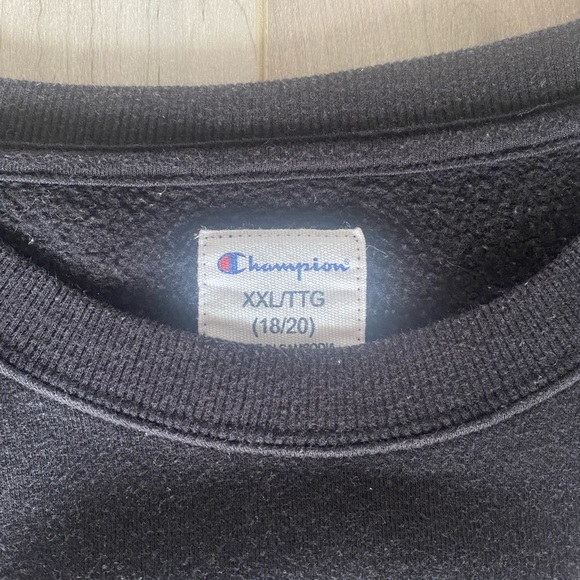 Champion
XXL/TTG
(18/20)